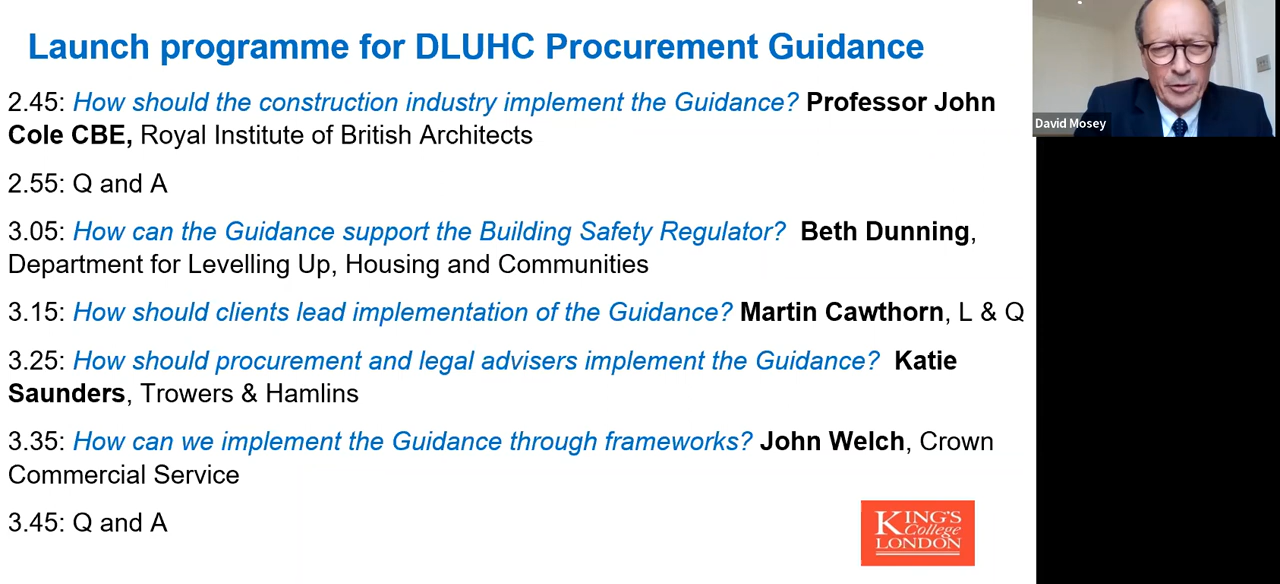 Launch programme for DLUHC Procurement Guidance
2.45: How should the construction industry implement the Guidance? Professor John
Cole CBE, Royal Institute of British Architects
2.55: Q and A
3.05: How can the Guidance support the Building Safety Regulator? Beth Dunning,
Department for Levelling Up, Housing and Communities
3.15: How should clients lead implementation of the Guidance? Martin Cawthorn, L & Q
3.25: How should procurement and legal advisers implement the Guidance? Katie
Saunders, Trowers & Hamlins
3.35: How can we implement the Guidance through frameworks? John Welch, Crown
Commercial Service
3.45: Q and A
KING'S
College
LONDON
David Mosey